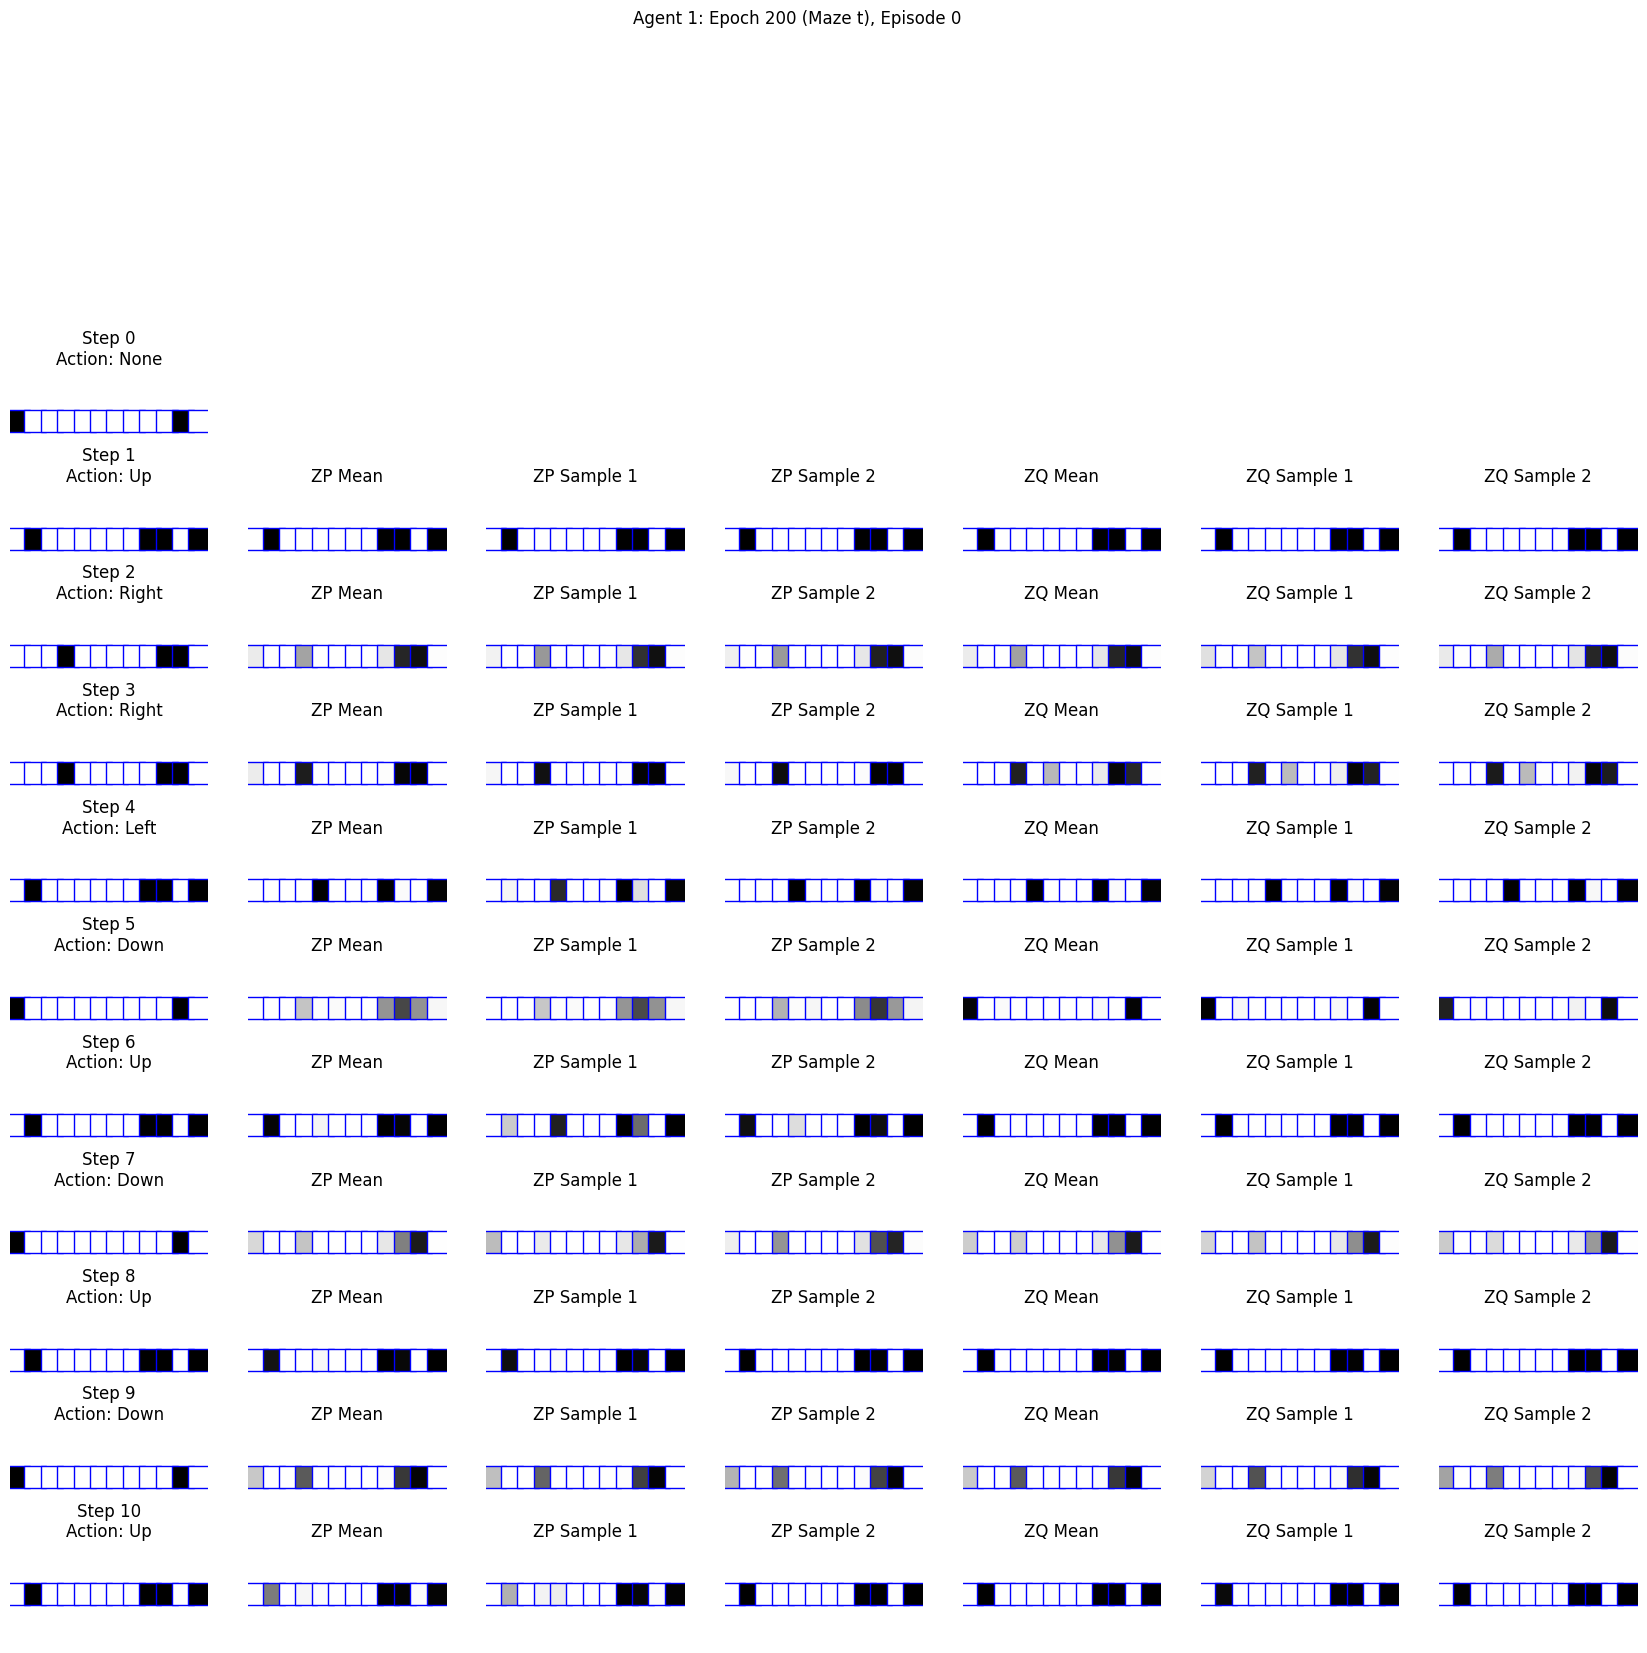 Agent 1: Epoch 200 (Maze t), Episode 0
Step 0
Action: None
Step 1
Action: Up
ZP Mean
ZP Sample 1
ZP Sample 2
ZQ Mean
ZQ Sample 1
ZQ Sample 2
Step 2
Action: Right
ZP Mean
ZP Sample 1
ZP Sample 2
ZQ Mean
ZQ Sample 1
ZQ Sample 2
Step 3
Action: Right
ZP Mean
ZP Sample 1
ZP Sample 2
ZQ Mean
ZQ Sample 1
ZQ Sample 2
Step 4
Action: Left
ZP Mean
ZP Sample 1
ZP Sample 2
ZQ Mean
ZQ Sample 1
ZQ Sample 2
Step 5
Action: Down
ZP Mean
ZP Sample 1
ZP Sample 2
ZQ Mean
ZQ Sample 1
ZQ Sample 2
Step 6
Action: Up
ZP Mean
ZP Sample 1
ZP Sample 2
ZQ Mean
ZQ Sample 1
ZQ Sample 2
Step 7
Action: Down
ZP Mean
ZP Sample 1
ZP Sample 2
ZQ Mean
ZQ Sample 1
ZQ Sample 2
Step 8
Action: Up
ZP Mean
ZP Sample 1
ZP Sample 2
ZQ Mean
ZQ Sample 1
ZQ Sample 2
Step 9
Action: Down
ZP Mean
ZP Sample 1
ZP Sample 2
ZQ Mean
ZQ Sample 1
ZQ Sample 2
Step 10
Action: Up
ZP Mean
ZP Sample 1
ZP Sample 2
ZQ Mean
ZQ Sample 1
ZQ Sample 2